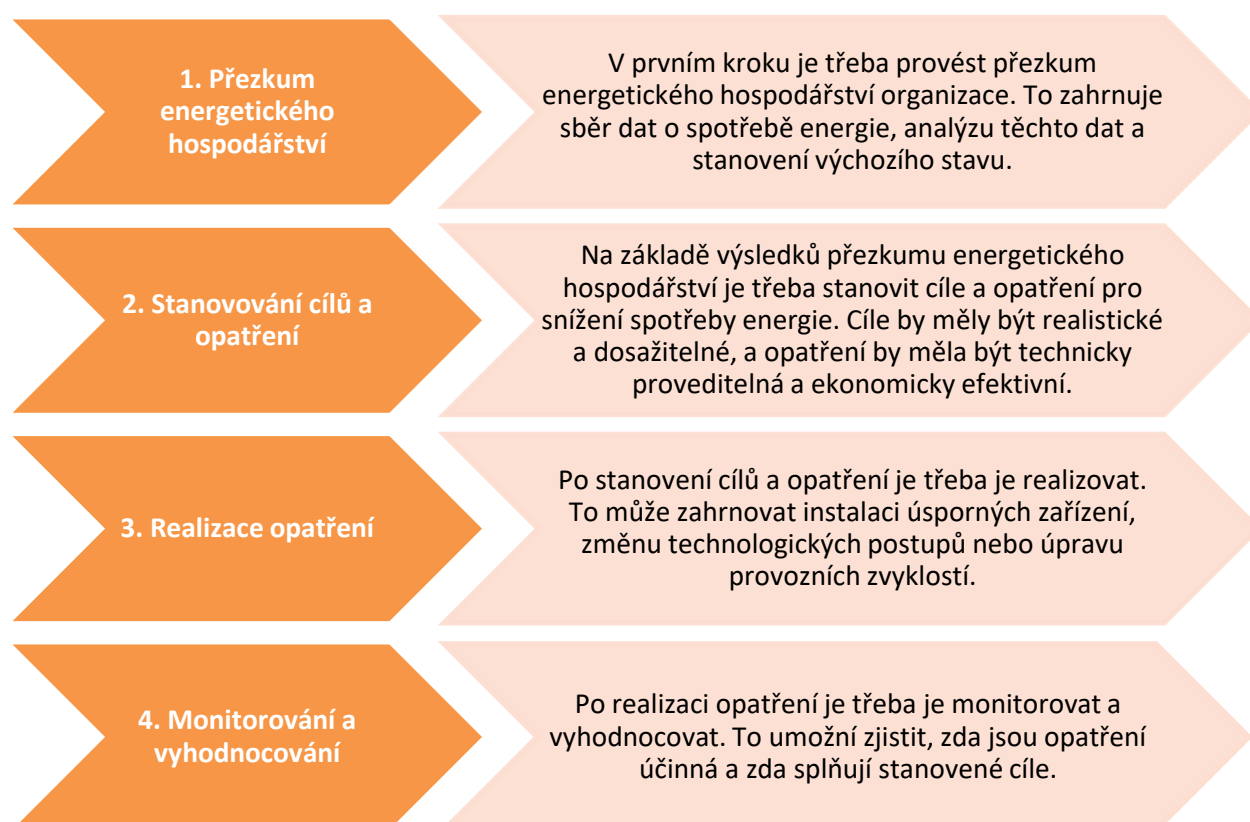 1. Přezkum
energetického
hospodářství
V prvním kroku je třeba provést přezkum
energetického hospodářství organizace. To zahrnuje
sběr dat o spotřebě energie, analýzu těchto dat a
stanovení výchozího stavu.
2. Stanovování cílů a
opatření
Na základě výsledků přezkumu energetického
hospodářství je třeba stanovit cíle a opatření pro
snížení spotřeby energie. Cíle by měly být realistické
a dosažitelné, a opatření by měla být technicky
proveditelná a ekonomicky efektivní.
3. Realizace opatření
Po stanovení cílů a opatření je třeba je realizovat.
To může zahrnovat instalaci úsporných zařízení,
změnu technologických postupů nebo úpravu
provozních zvyklostí.
4. Monitorování a
vyhodnocování
Po realizaci opatření je třeba je monitorovat a
vyhodnocovat. To umožní zjistit, zda jsou opatření
účinná a zda splňují stanovené cíle.